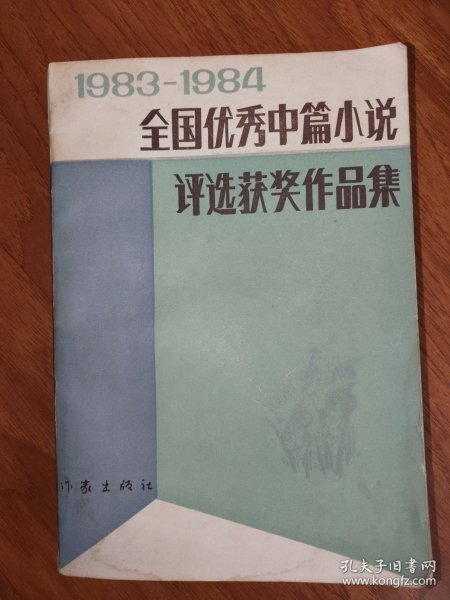 1983-1984
全国优秀中篇小说
评选获奖作品集
作家出版社
孔夫子旧书网
www.kongfz.com